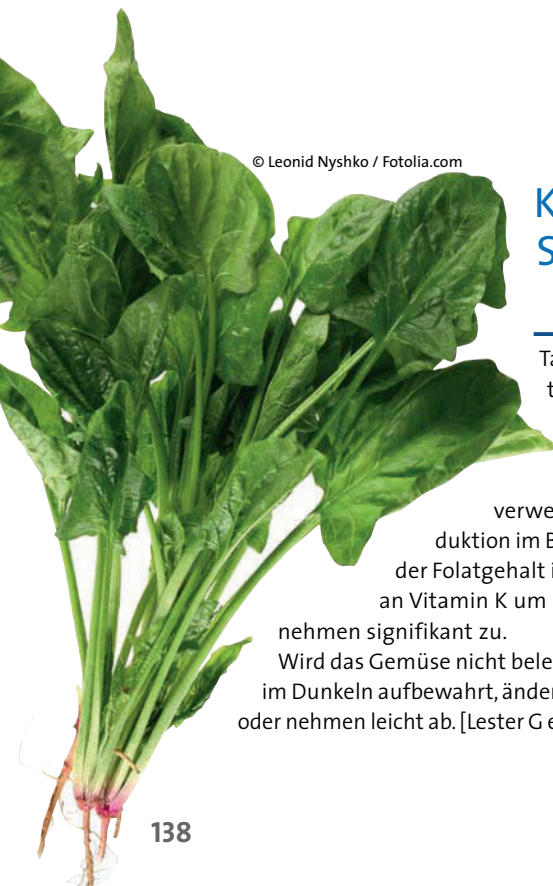 © Leonid Nyshko / Fotolia.com
K
S
Ta
t
verwe
duktion im B
der Folatgehalt i
an Vitamin K um
nehmen signifikant zu.
Wird das Gemüse nicht bele
im Dunkeln aufbewahrt, änder
oder nehmen leicht ab. [Lester G e
138